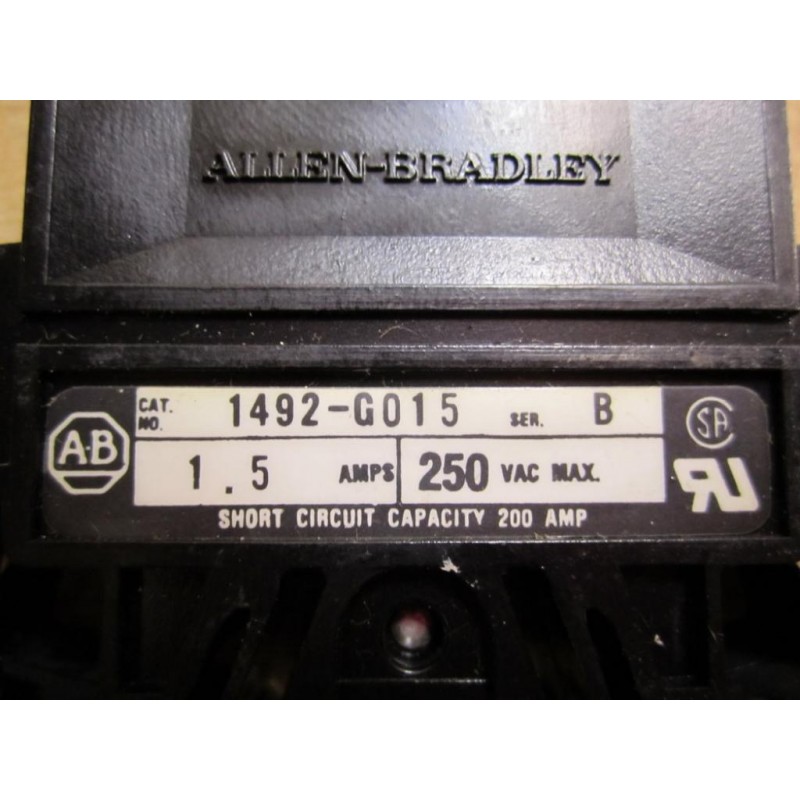 ALLEN-BRADLEY
A-B
CAT. NO. 1492-G015 SER. B
1.5 AMPS 250 VAC MAX.
SHORT CIRCUIT CAPACITY 200 AMP
SA
UR